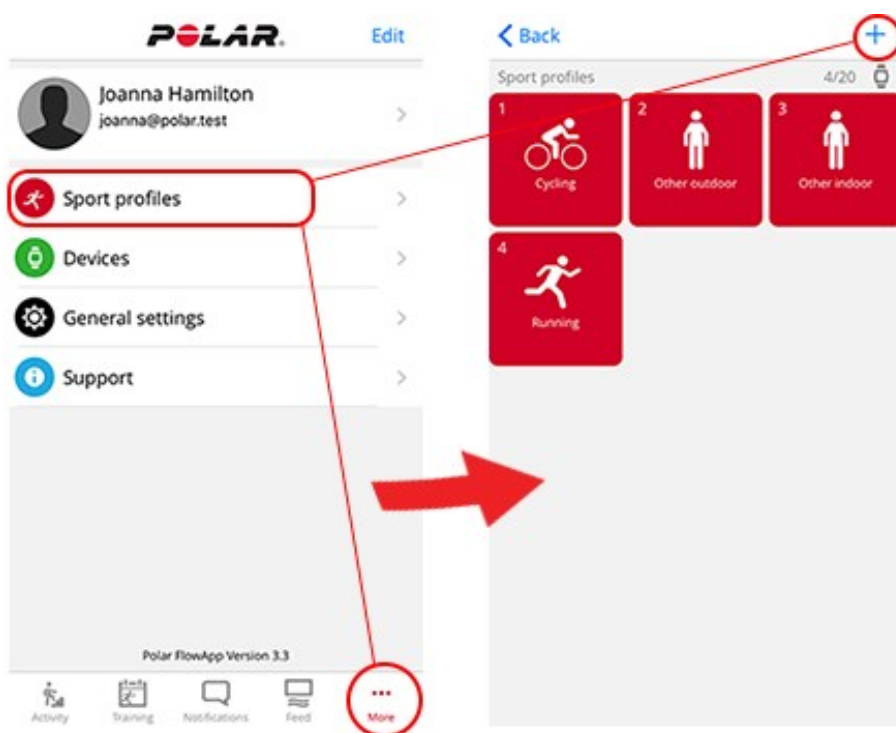 POLAR.
Edit
Joanna Hamilton
joanna@polar.test
Sport profiles
Devices
General settings
Support
Polar FlowApp Version 3.3
Activity
Training
Notifications
Feed
More
Back
+
Sport profiles
4/20
1
Cycling
2
Other outdoor
3
Other indoor
4
Running